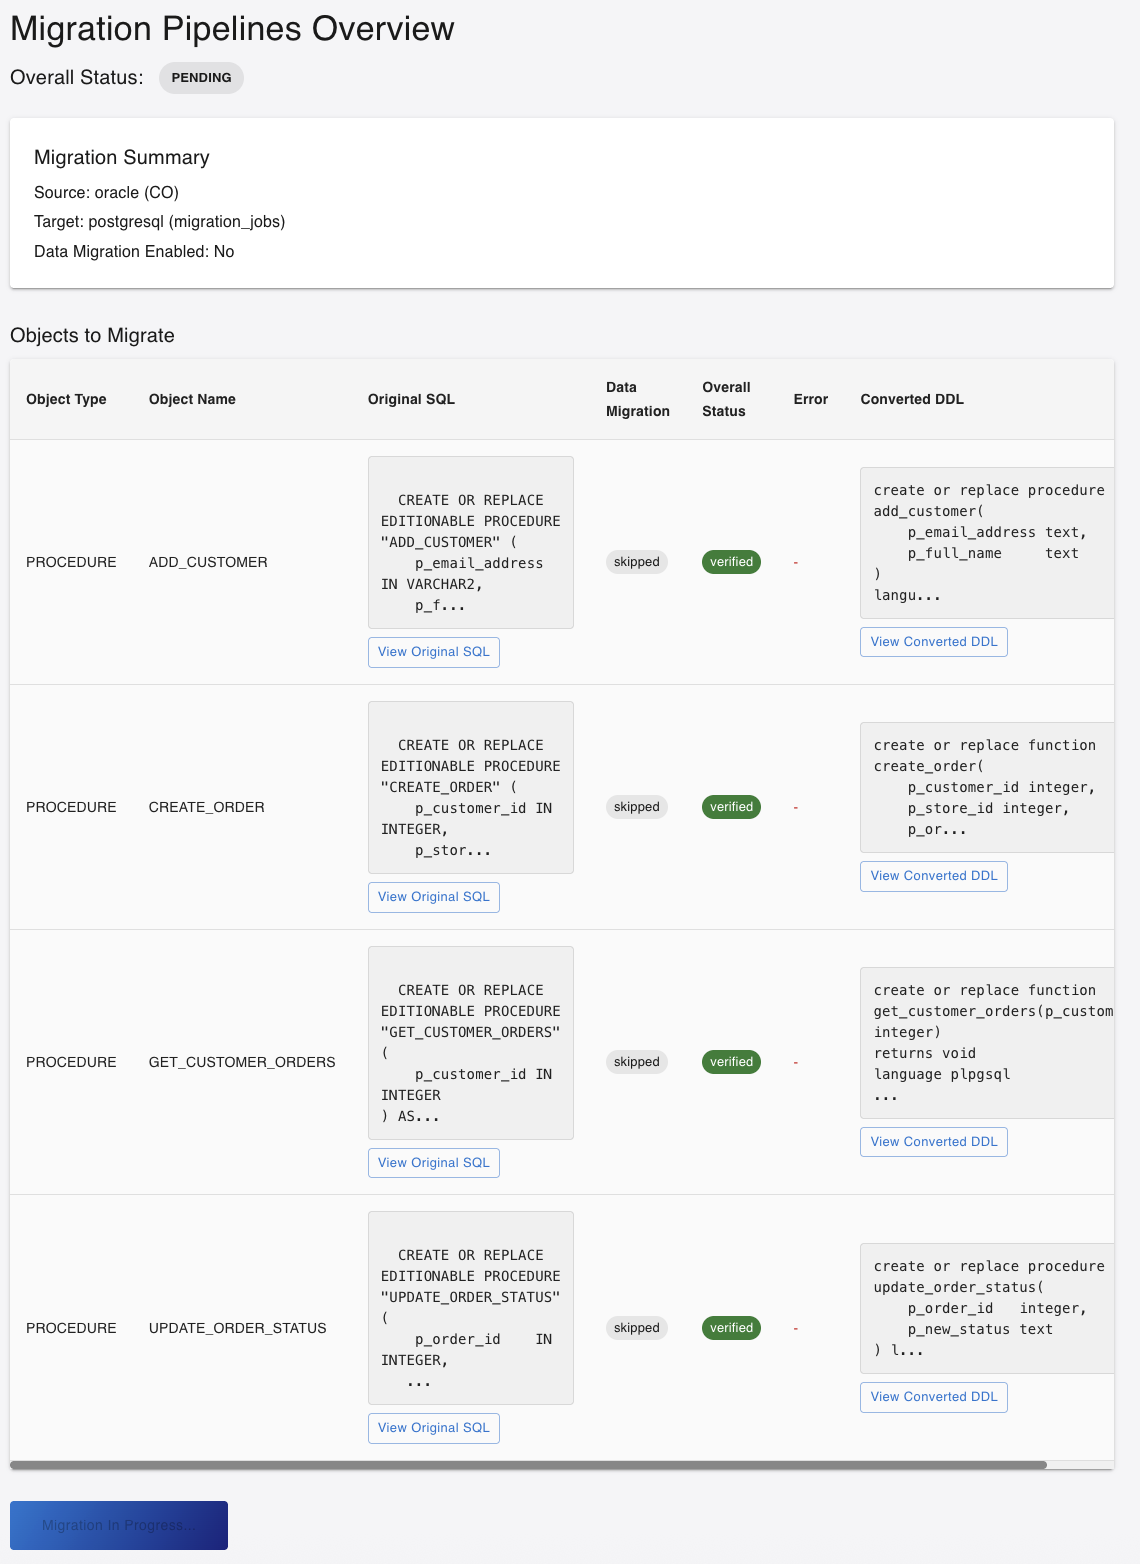 Migration Pipelines Overview
Overall Status: PENDING
Migration Summary
Source: oracle (CO)
Target: postgresql (migration_jobs)
Data Migration Enabled: No
Objects to Migrate
Object Type
Object Name
Original SQL
Data
Migration
Overall
Status
Error
Converted DDL
PROCEDURE
ADD_CUSTOMER
CREATE OR REPLACE
EDITIONABLE PROCEDURE
"ADD_CUSTOMER" (
p_email_address
IN VARCHAR2,
p_f...
View Original SQL
skipped
verified
-
create or replace procedure
add_customer(
p_email_address text,
p_full_name     text
)
langu...
View Converted DDL
PROCEDURE
CREATE_ORDER
CREATE OR REPLACE
EDITIONABLE PROCEDURE
"CREATE_ORDER" (
p_customer_id IN
INTEGER,
p_stor...
View Original SQL
skipped
verified
-
create or replace function
create_order(
p_customer_id integer,
p_store_id integer,
p_or...
View Converted DDL
PROCEDURE
GET_CUSTOMER_ORDERS
CREATE OR REPLACE
EDITIONABLE PROCEDURE
"GET_CUSTOMER_ORDERS"
(
p_customer_id IN
INTEGER
) AS...
View Original SQL
skipped
verified
-
create or replace function
get_customer_orders(p_custom
integer)
returns void
language plpgsql
...
View Converted DDL
PROCEDURE
UPDATE_ORDER_STATUS
CREATE OR REPLACE
EDITIONABLE PROCEDURE
"UPDATE_ORDER_STATUS"
(
p_order_id    IN
INTEGER,
...
View Original SQL
skipped
verified
-
create or replace procedure
update_order_status(
p_order_id   integer,
p_new_status text
) l...
View Converted DDL
Migration In Progress...